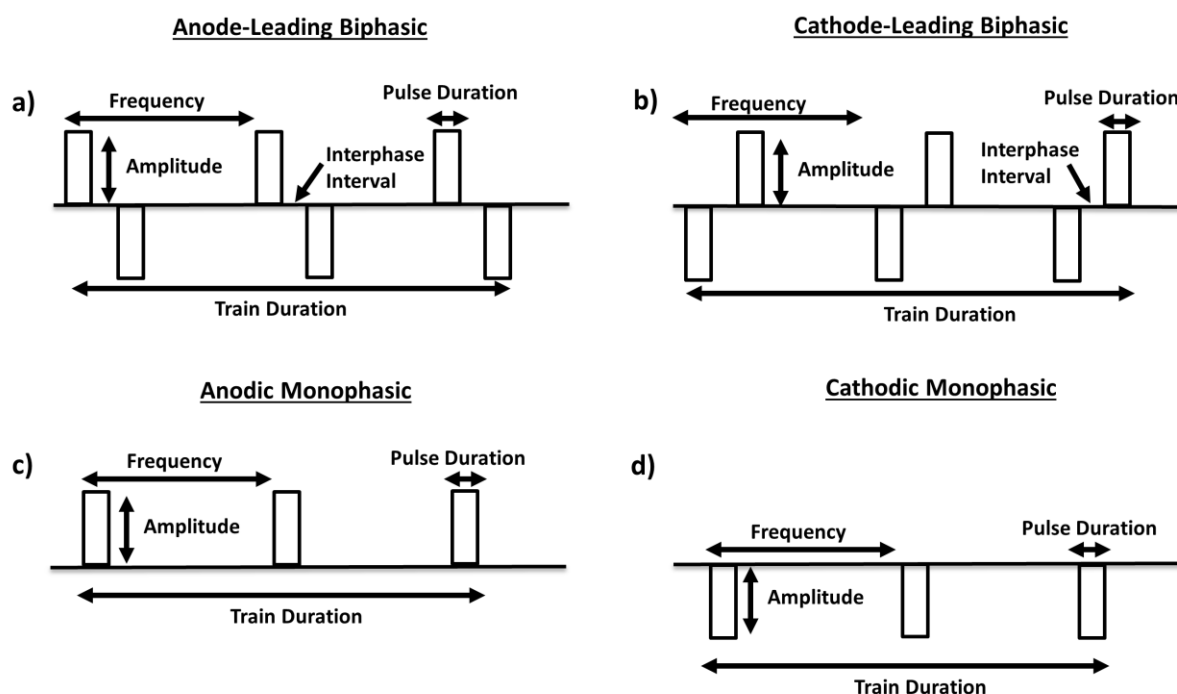 Anode-Leading Biphasic
a)
Frequency
Pulse Duration
Amplitude
Interphase
Interval
Train Duration
Cathode-Leading Biphasic
b)
Frequency
Pulse Duration
Amplitude
Interphase
Interval
Train Duration
Anodic Monophasic
c)
Frequency
Pulse Duration
Amplitude
Train Duration
Cathodic Monophasic
d)
Frequency
Pulse Duration
Amplitude
Train Duration